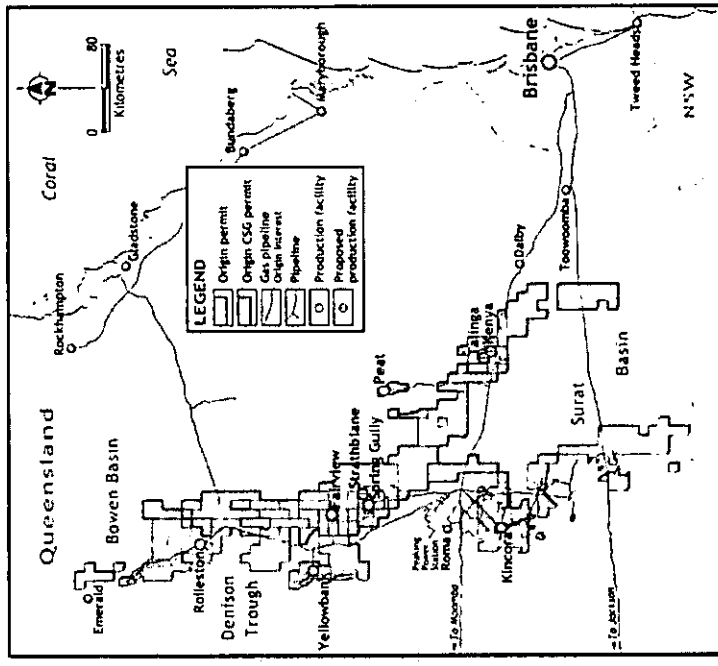 Queensland
Coral
Sea
N
0 80
Kilometres
Rockhampton
Gladstone
Emerald
Bowen Basin
Rolleston
Denison
Trough
Yellowbank
Fairview
Strathblane
Spring Gully
Peat
Bundaberg
Maryborough
LEGEND
Origin permit
Origin CSG permit
Gas pipeline
Origin interest
Pipeline
Production facility
Proposed
production facility
Peaking
Power
Station
Roma
To Moomba
Kincora
Talinga
Kenya
Dalby
Toowoomba
Brisbane
Tweed Heads
NSW
Surat
Basin
To Jackson